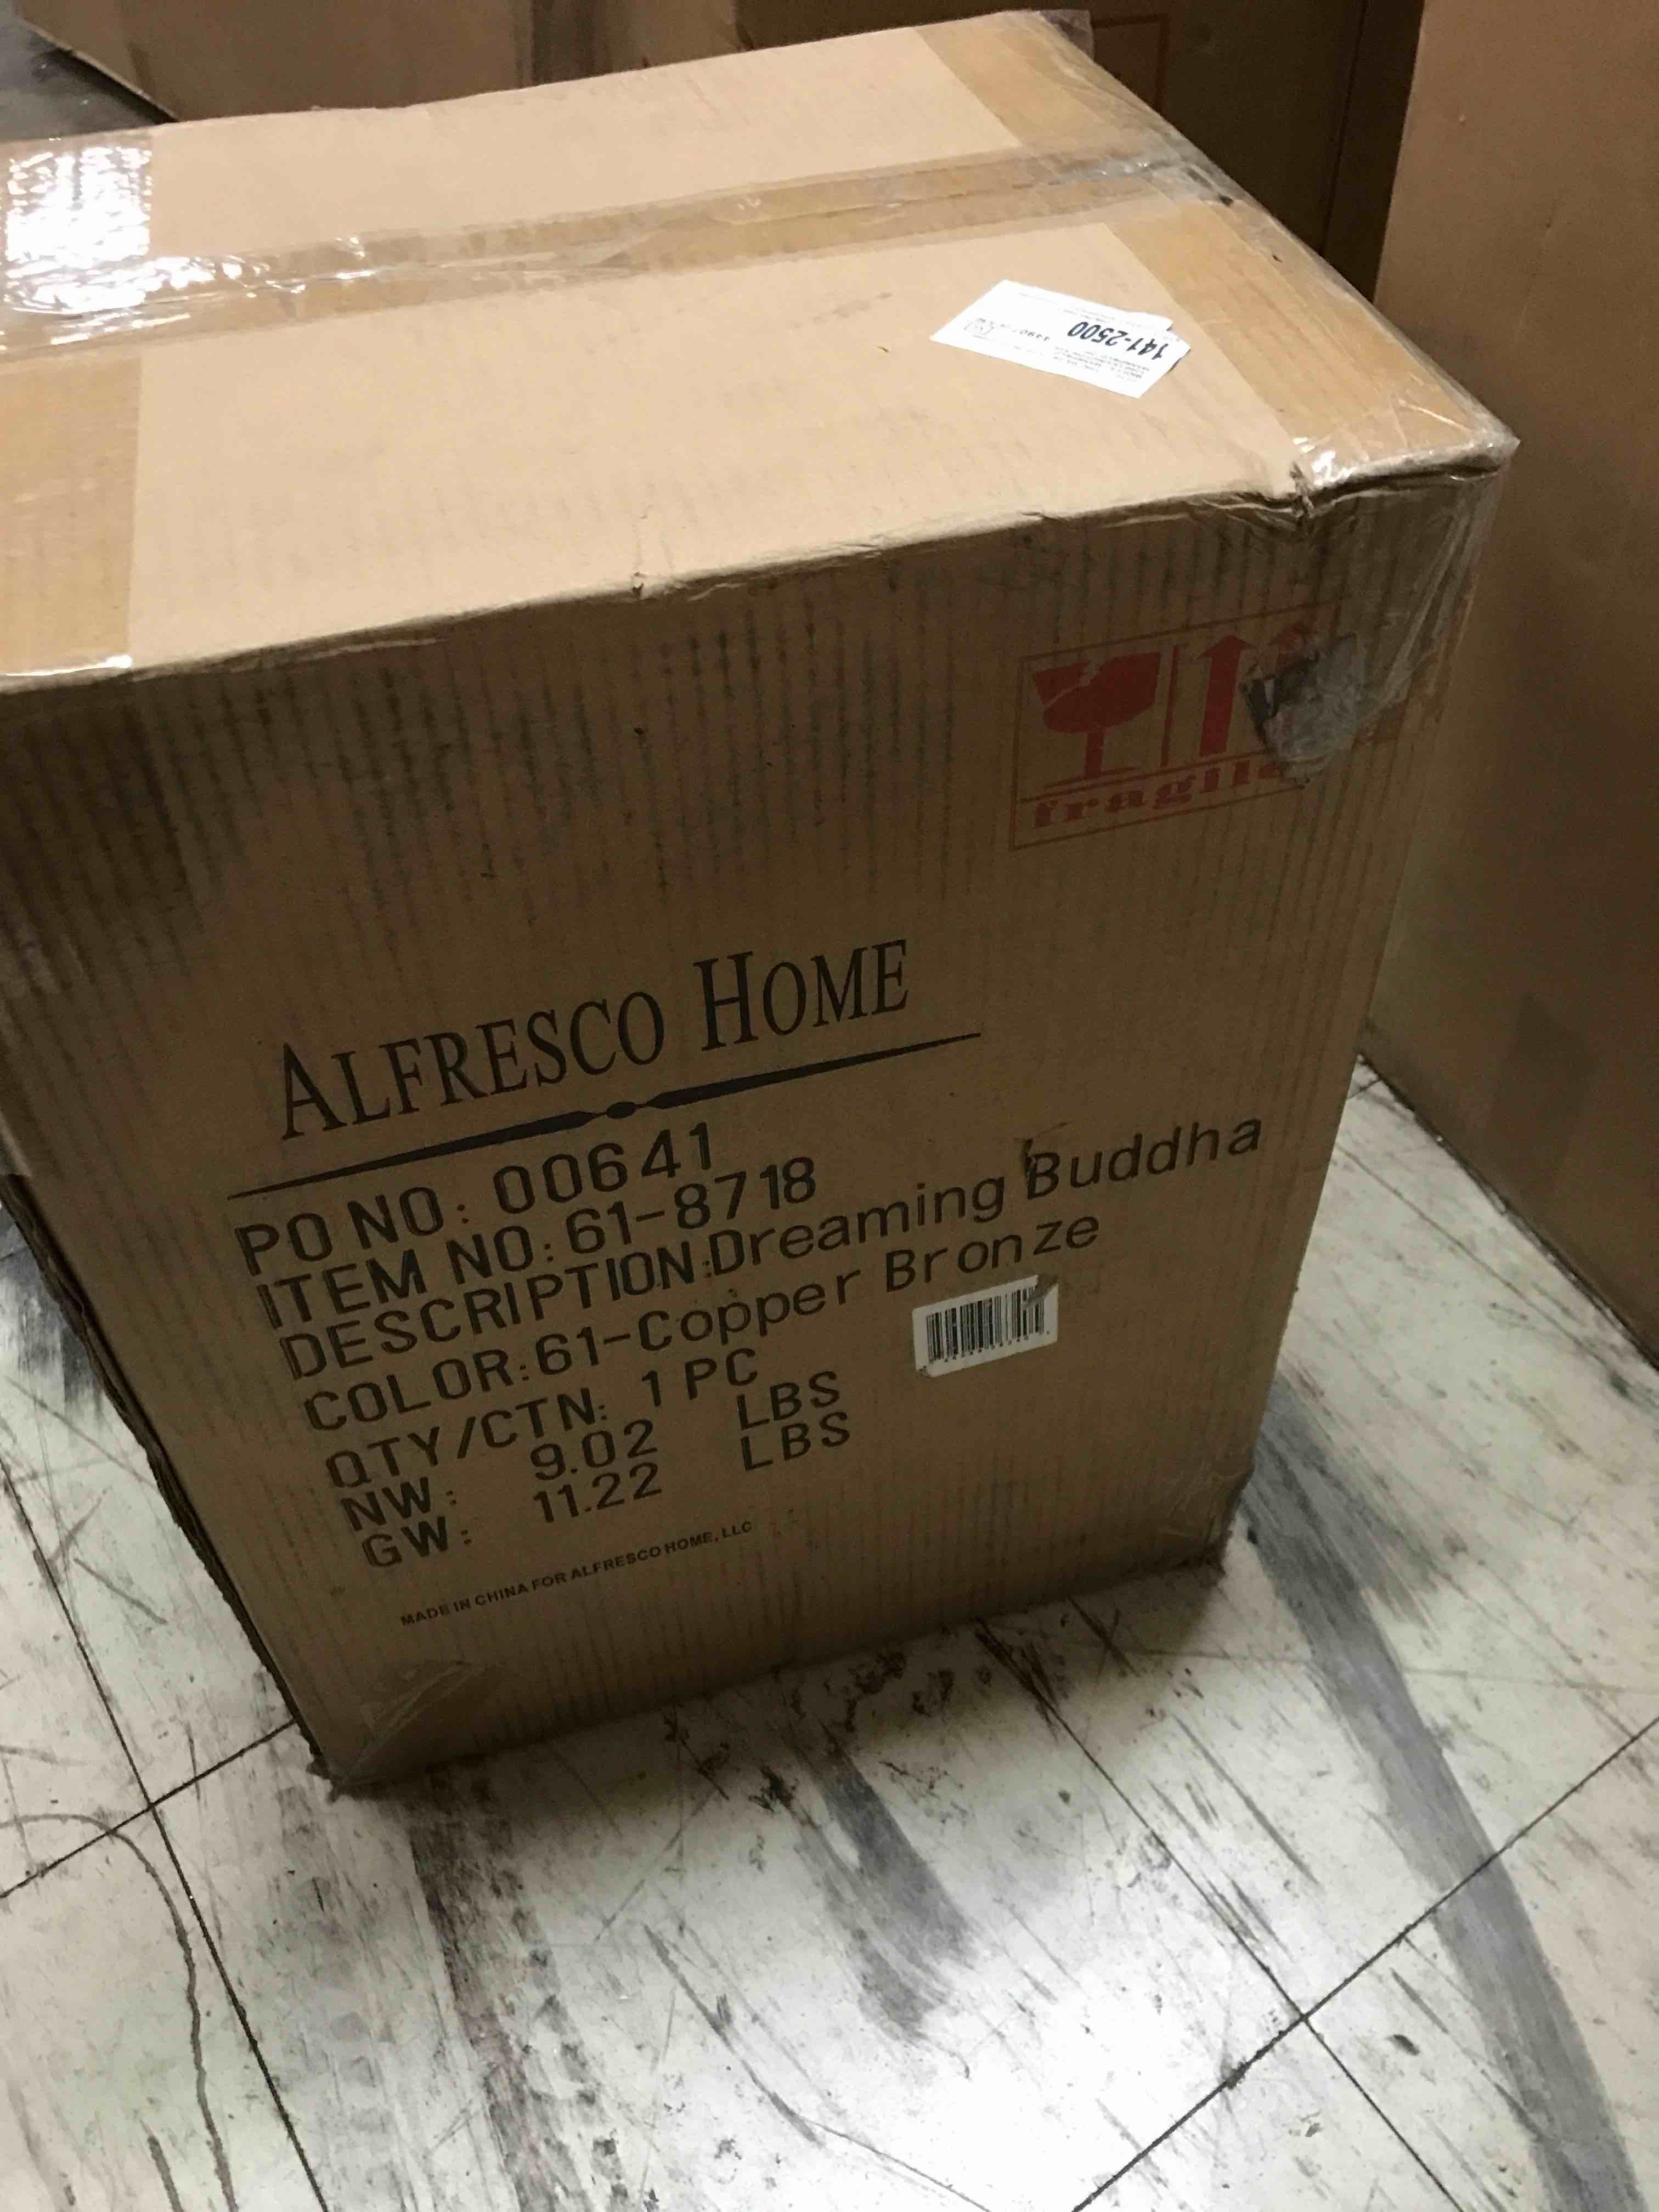 141-2500
fragile
ALFRESCO HOME
PO NO: 00641
ITEM NO: 61-8718
DESCRIPTION: Dreaming Buddha
COLOR: 61-Copper Bronze
QTY/CTN: 1 PC
NW: 9.02 LBS
GW: 11.22 LBS
MADE IN CHINA FOR ALFRESCO HOME, LLC